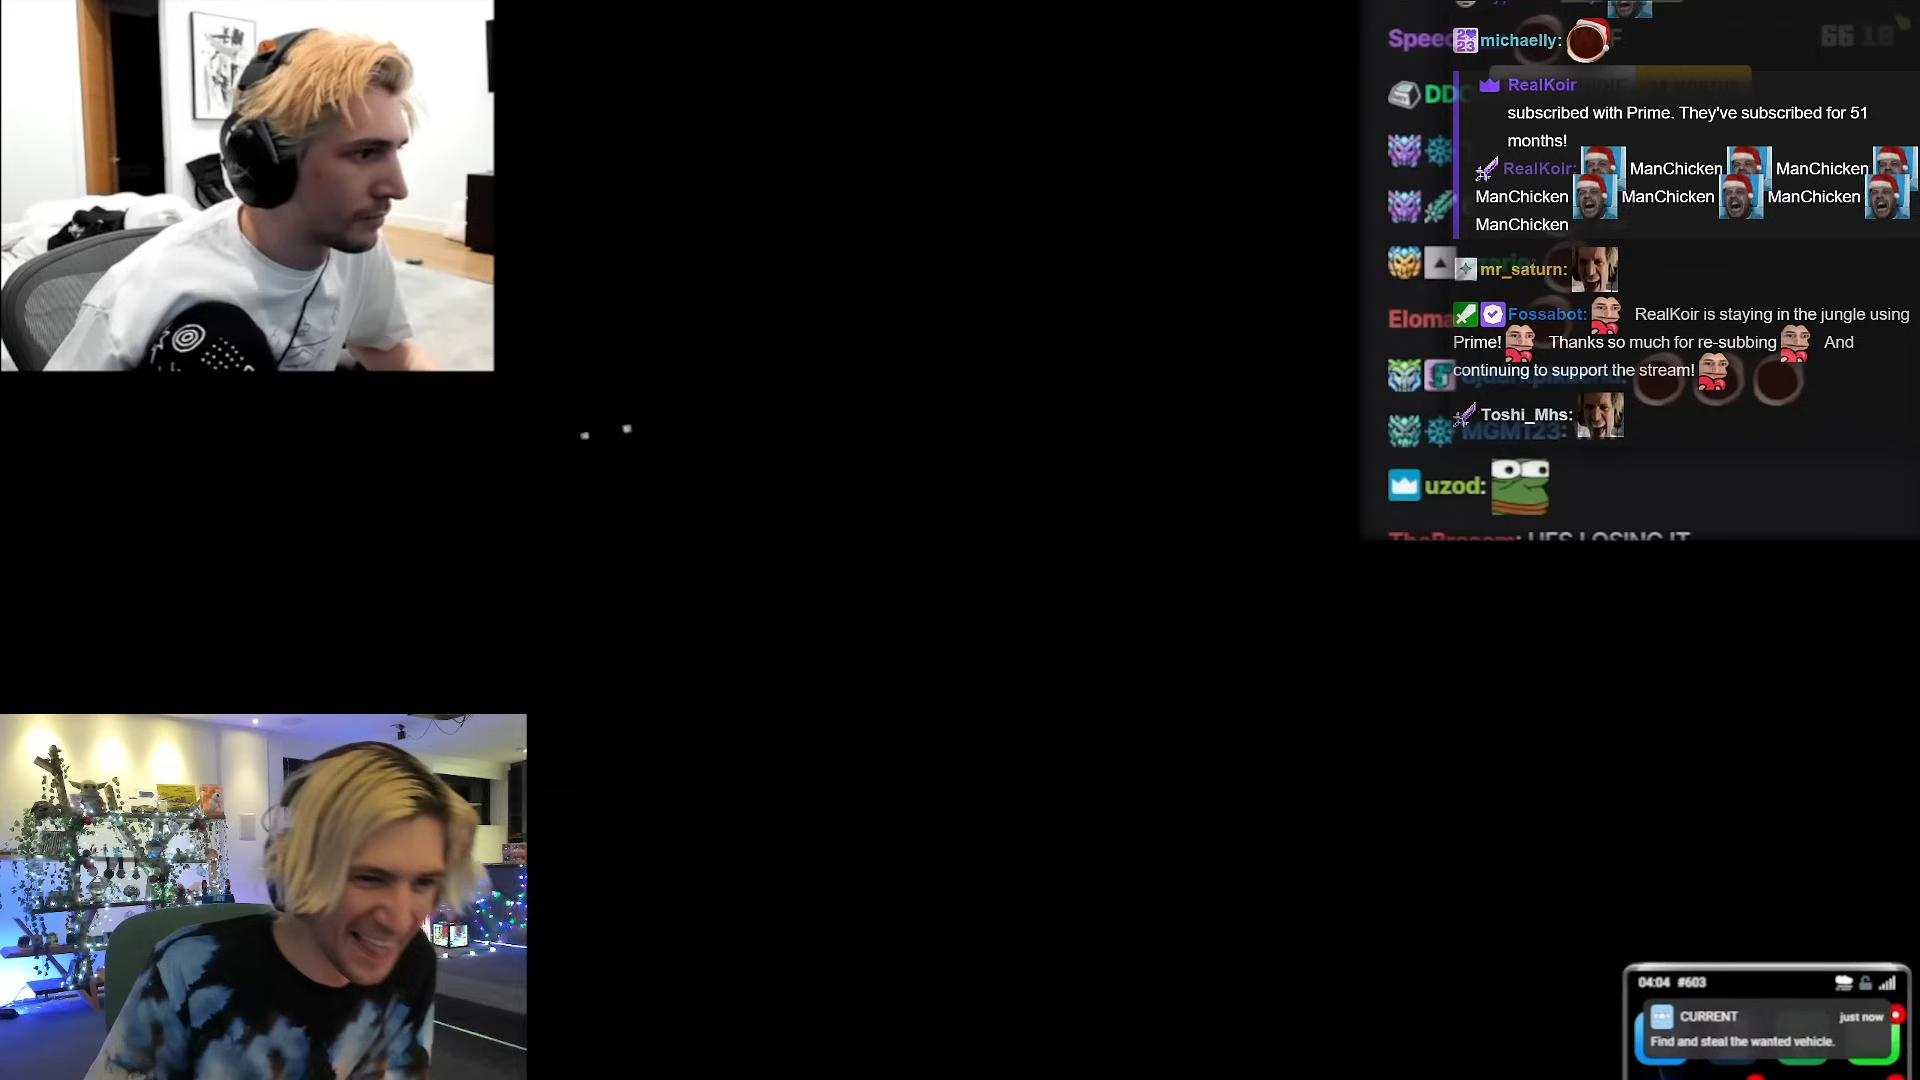 michaelly:
RealKoir
subscribed with Prime. They've subscribed for 51
months!
RealKoir: ManChicken ManChicken
ManChicken ManChicken ManChicken
ManChicken
mr_saturn:
Fossabot: RealKoir is staying in the jungle using
Prime! Thanks so much for re-subbing And
continuing to support the stream!
Toshi_Mhs:
MGMT23:
uzod:
04:04 #603
CURRENT just now
Find and steal the wanted vehicle.